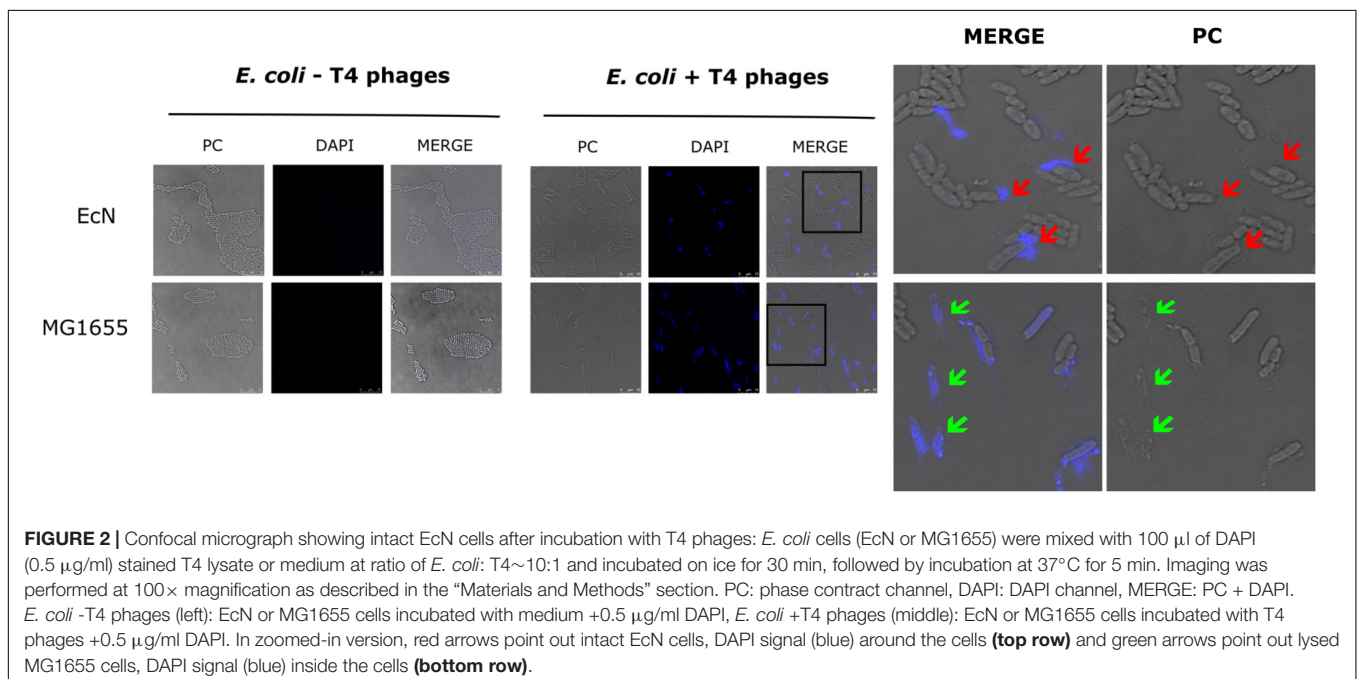 MERGE PC
E. coli - T4 phages E. coli + T4 phages
PC DAPI MERGE PC DAPI MERGE
EcN
MG1655
FIGURE 2 | Confocal micrograph showing intact EcN cells after incubation with T4 phages: E. coli cells (EcN or MG1655) were mixed with 100 µl of DAPI
(0.5 µg/ml) stained T4 lysate or medium at ratio of E. coli: T4∼10:1 and incubated on ice for 30 min, followed by incubation at 37°C for 5 min. Imaging was
performed at 100× magnification as described in the “Materials and Methods” section. PC: phase contract channel, DAPI: DAPI channel, MERGE: PC + DAPI.
E. coli -T4 phages (left): EcN or MG1655 cells incubated with medium +0.5 µg/ml DAPI, E. coli +T4 phages (middle): EcN or MG1655 cells incubated with T4
phages +0.5 µg/ml DAPI. In zoomed-in version, red arrows point out intact EcN cells, DAPI signal (blue) around the cells (top row) and green arrows point out lysed
MG1655 cells, DAPI signal (blue) inside the cells (bottom row).